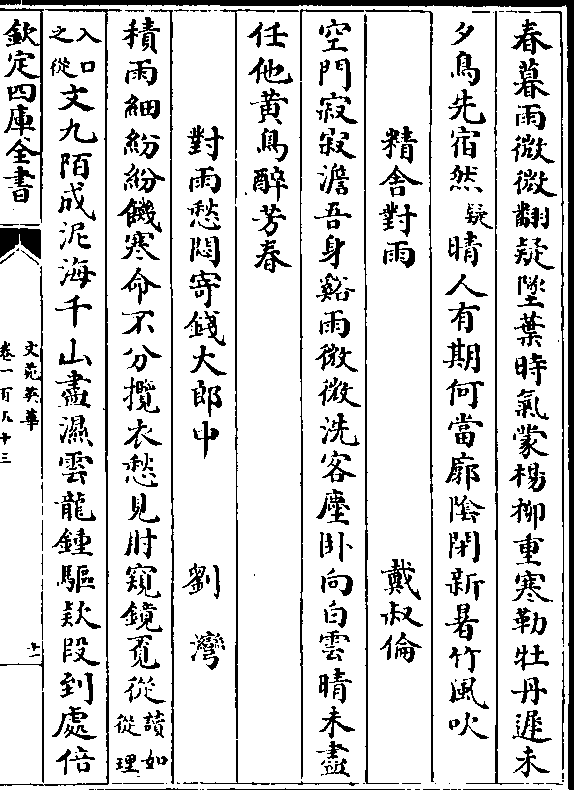 春暮雨微微翻疑墜葉時氣蒙楊柳重寒勒牡丹遲未
夕鳥先宿然疑晴人有期何當廓陰閉新暑竹風吹
精舍對雨 戴叔倫
空門寂寂澹吾身谿雨微微洗客塵卧向白雲晴未盡
任他黄鳥醉芳春
對雨愁悶寄錢大郎中 劉灣
積雨細紛紛饑寒命不分攬衣愁見肘窺鏡覓從讀如從理
入口之從文九陌成泥海千山盡濕雲龍鍾驅欵段到處倍
欽定四庫全書
文苑英華
卷一百五十三
十一